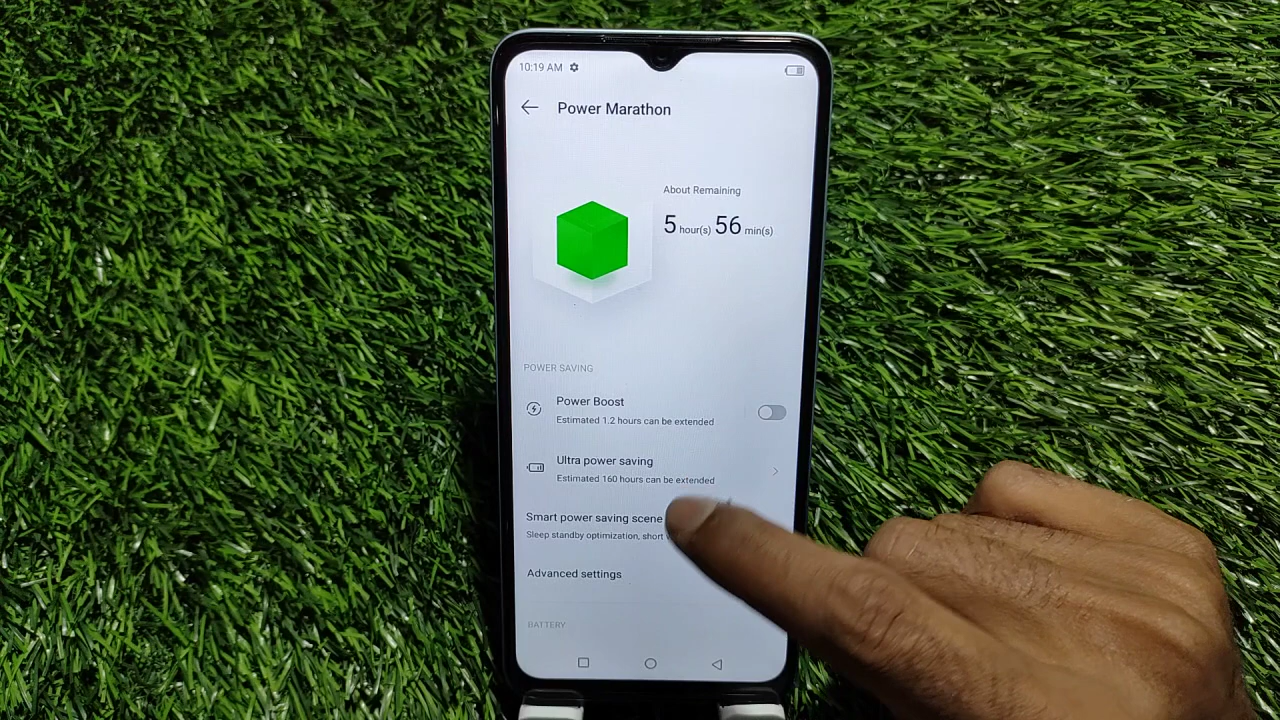 10:19 AM
Power Marathon
About Remaining
5 hour(s) 56 min(s)
POWER SAVING
Power Boost
Estimated 1.2 hours can be extended
Ultra power saving
Estimated 160 hours can be extended
Smart power saving scene
Sleep standby optimization, short
Advanced settings
BATTERY